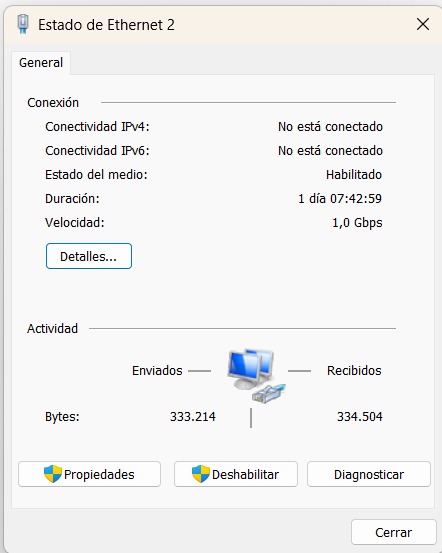 Estado de Ethernet 2
General
Conexión
Conectividad IPv4: No está conectado
Conectividad IPv6: No está conectado
Estado del medio: Habilitado
Duración: 1 día 07:42:59
Velocidad: 1,0 Gbps
Detalles...
Actividad
Enviados Recibidos
Bytes: 333.214 334.504
Propiedades Deshabilitar Diagnosticar
Cerrar